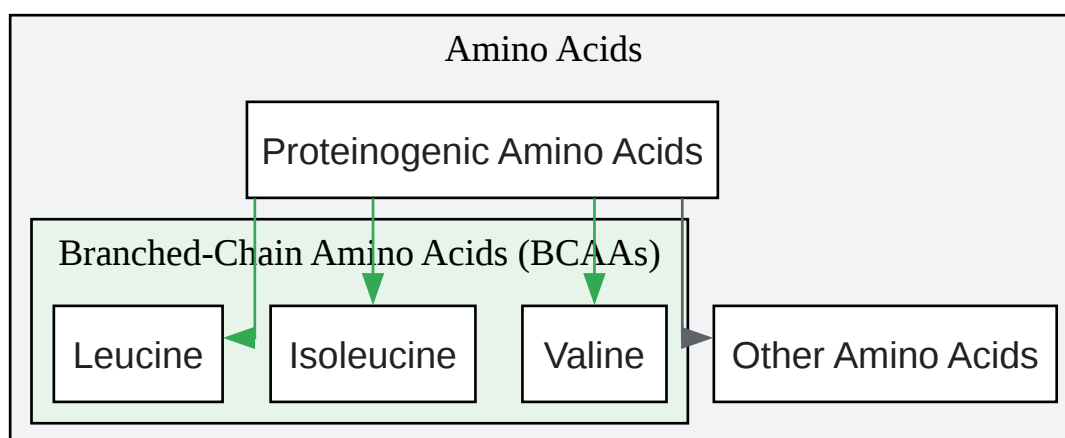 Amino Acids
Proteinogenic Amino Acids
Branched-Chain Amino Acids (BCAAs)
Leucine
Isoleucine
Valine
Other Amino Acids